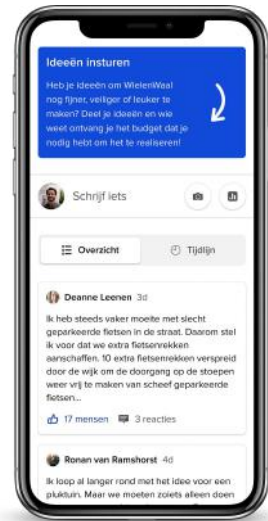 Ideeën insturen
Heb je ideeën om WielenWaal
nog fijner, veiliger of leuker te
maken? Deel je ideeën en wie
weet ontvang je het budget dat je
nodig hebt om het te realiseren!
Schrijf iets
Overzicht
Tijdlijn
Deanne Leenen 3d
Ik heb steeds vaker moeite met slecht
geparkeerde fietsen in de straat. Daarom stel
ik voor dat we extra fietsenrekken
aanschaffen. 10 extra fietsenrekken verspreid
door de wijk om de doorgang op de stoepen
weer vrij te maken van scheef geparkeerde
fietsen...
17 mensen 3 reacties
Ronan van Ramshorst 4d
Ik loop al langer rond met het idee voor een
pluktuin. Maar we moeten zoiets alleen doen